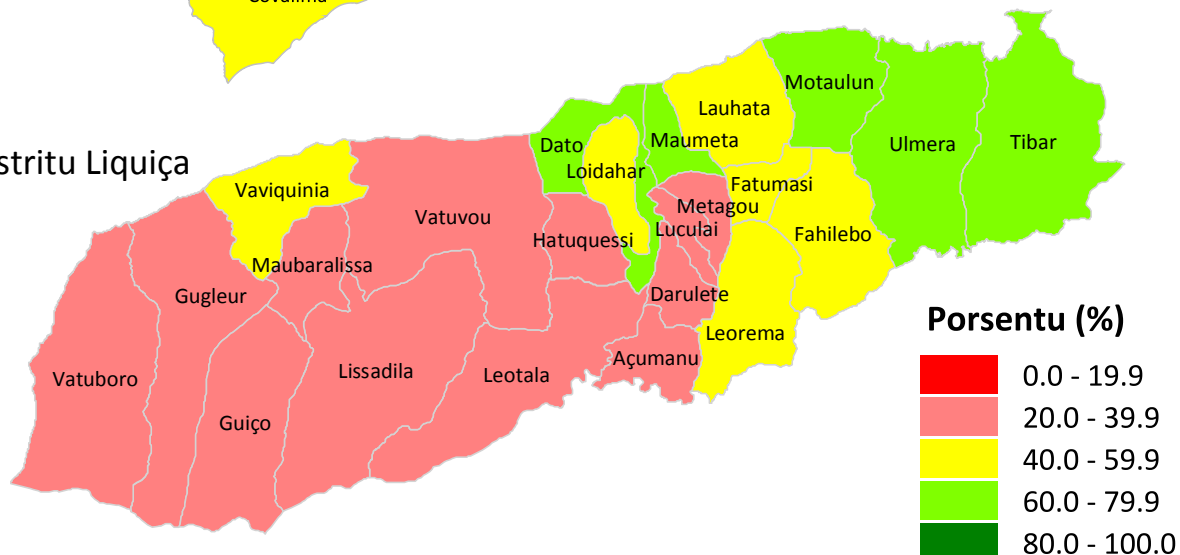 stritu Liquiça
Motaulun
Lauhata
Maumeta
Ulmera
Tibar
Dato
Loidahar
Vaviquinia
Fatumasi
Metagou
Vatuvou
Luculai
Hatuquessi
Fahilebo
Maubaralissa
Gugleur
Darulete
Leorema
Açumanu
Vatuboro
Lissadila
Leotala
Guiço
Porsentu (%)
0.0 - 19.9
20.0 - 39.9
40.0 - 59.9
60.0 - 79.9
80.0 - 100.0